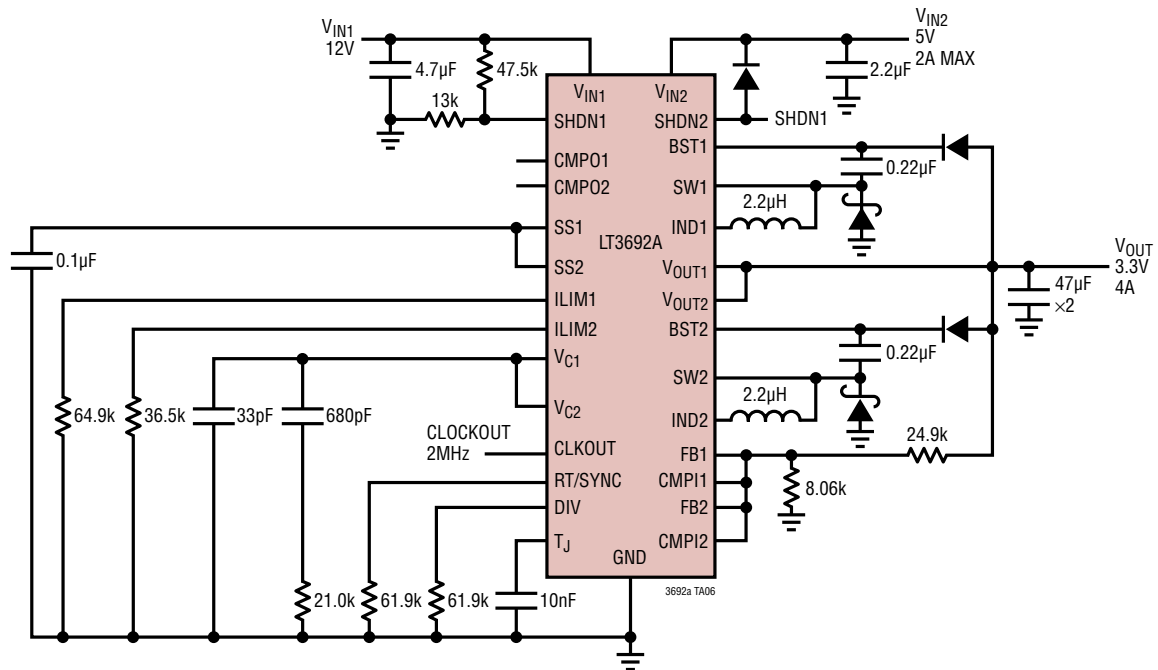 VIN1
12V
4.7µF
47.5k
13k
VIN1
VIN2
VIN2
5V
2A MAX
2.2µF
SHDN1
SHDN2
SHDN1
CMPO1
CMPO2
BST1
0.22µF
SW1
2.2µH
IND1
SS1
SS2
LT3692A
0.1µF
VOUT1
VOUT2
VOUT
3.3V
4A
47µF
×2
ILIM1
ILIM2
BST2
0.22µF
VC1
VC2
SW2
2.2µH
IND2
64.9k
36.5k
33pF
680pF
CLOCKOUT
2MHz
CLKOUT
RT/SYNC
DIV
TJ
FB1
CMPI1
FB2
CMPI2
24.9k
8.06k
GND
3692a TA06
21.0k
61.9k
61.9k
10nF